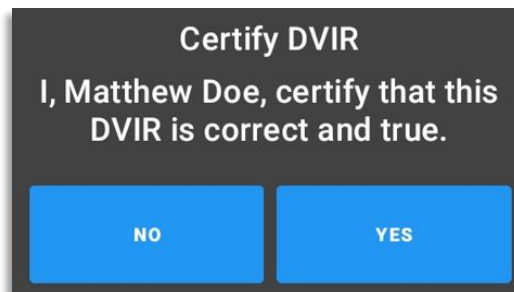 Certify DVIR
I, Matthew Doe, certify that this
DVIR is correct and true.
NO
YES